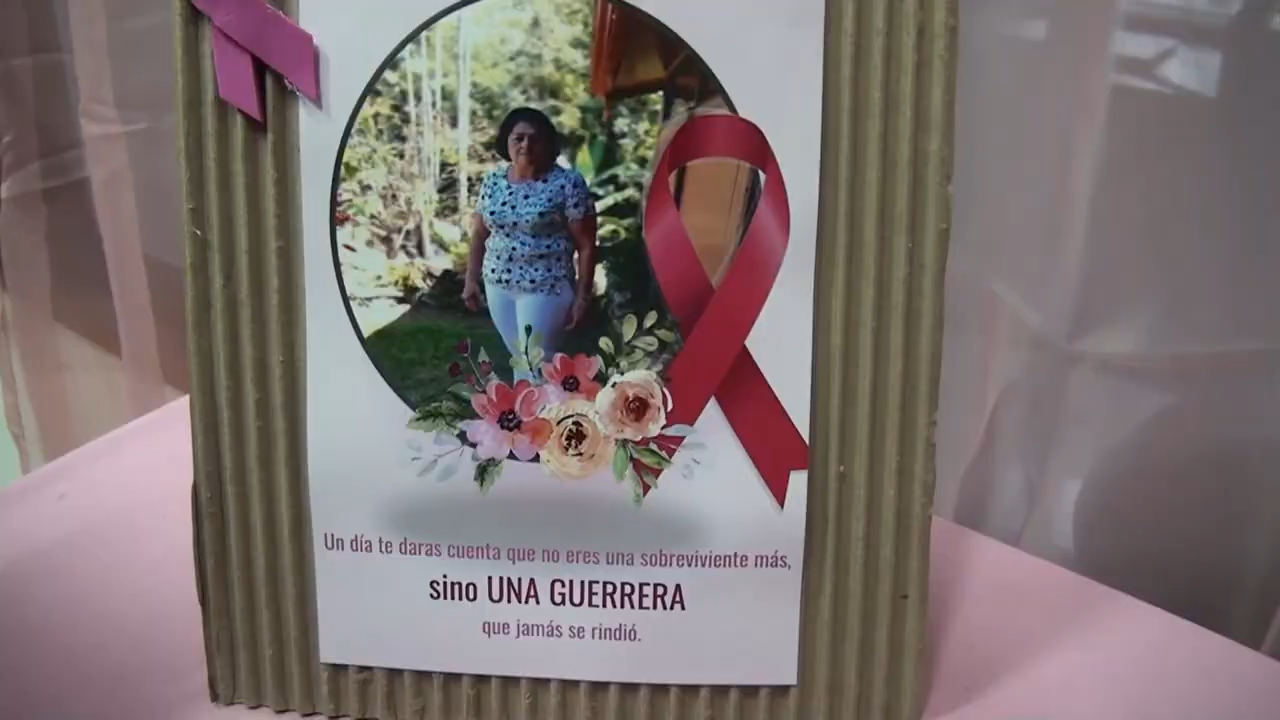 Un día te daras cuenta que no eres una sobreviviente más,
sino UNA GUERRERA
que jamás se rindió.